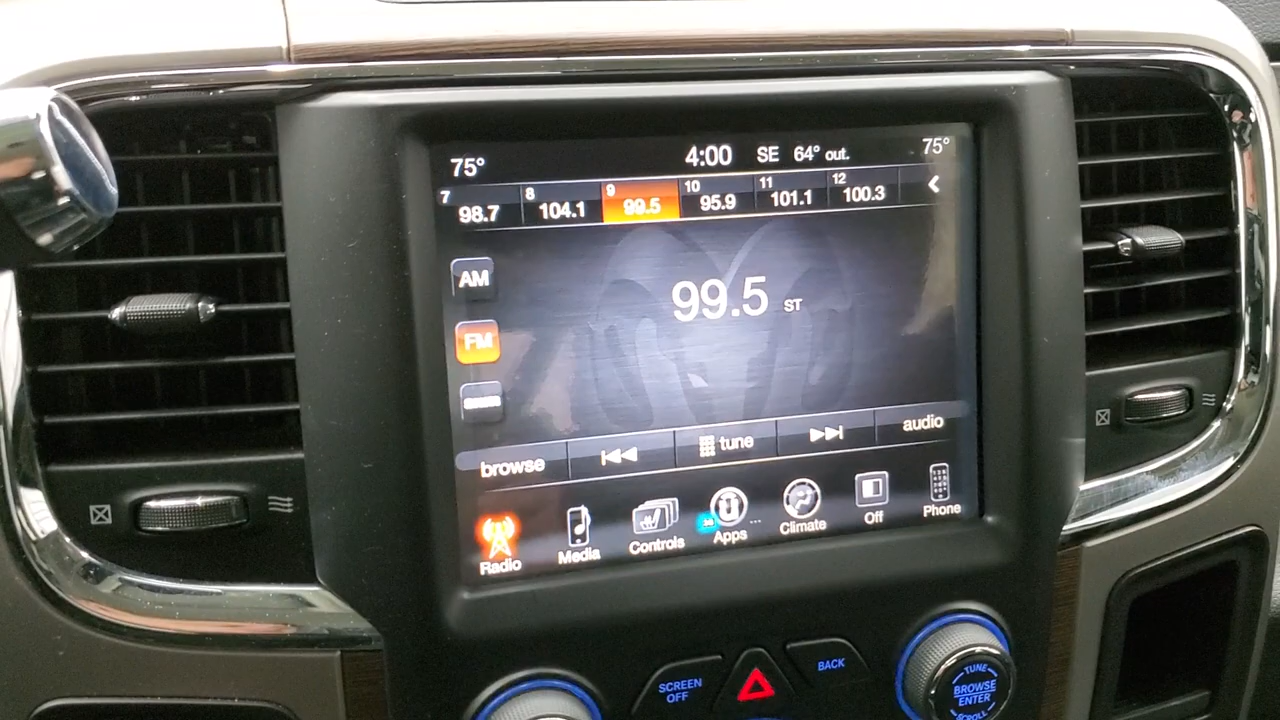 75° 4:00 SE 64° out. 75°
7 98.7 8 104.1 9 99.5 10 95.9 11 101.1 12 100.3
AM
99.5 ST
FM
browse tune audio
Radio Media Controls Apps ... Climate Off Phone
SCREEN OFF
BACK
TUNE
BROWSE
ENTER
SCROLL